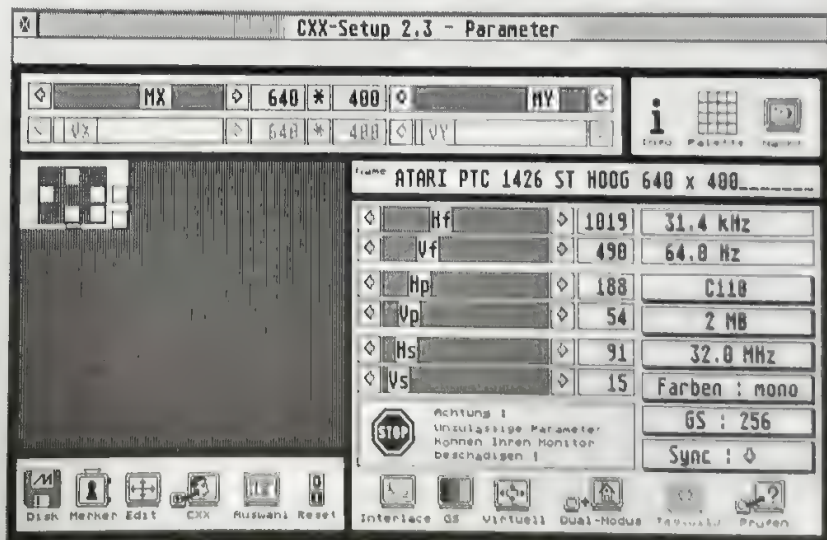 CXX-Setup 2.3 - Parameter
MX 640 * 400 MY
VX 640 * 400 VY
Info Palette
Name ATARI PTC 1426 ST HOOG 640 x 400
Hf 1019 31.4 kHz
Vf 490 64.0 Hz
Hp 188 C110
Vp 54 2 MB
Hs 91 32.0 MHz
Vs 15 Farben : mono
GS : 256
Sync :
STOP
Achtung !
Unzulässige Parameter
können Ihren Monitor
beschädigen !
Disk Merker Edit CXX Auswahl Reset
Interlace GS Virtuell Dual-Modus Prüfen